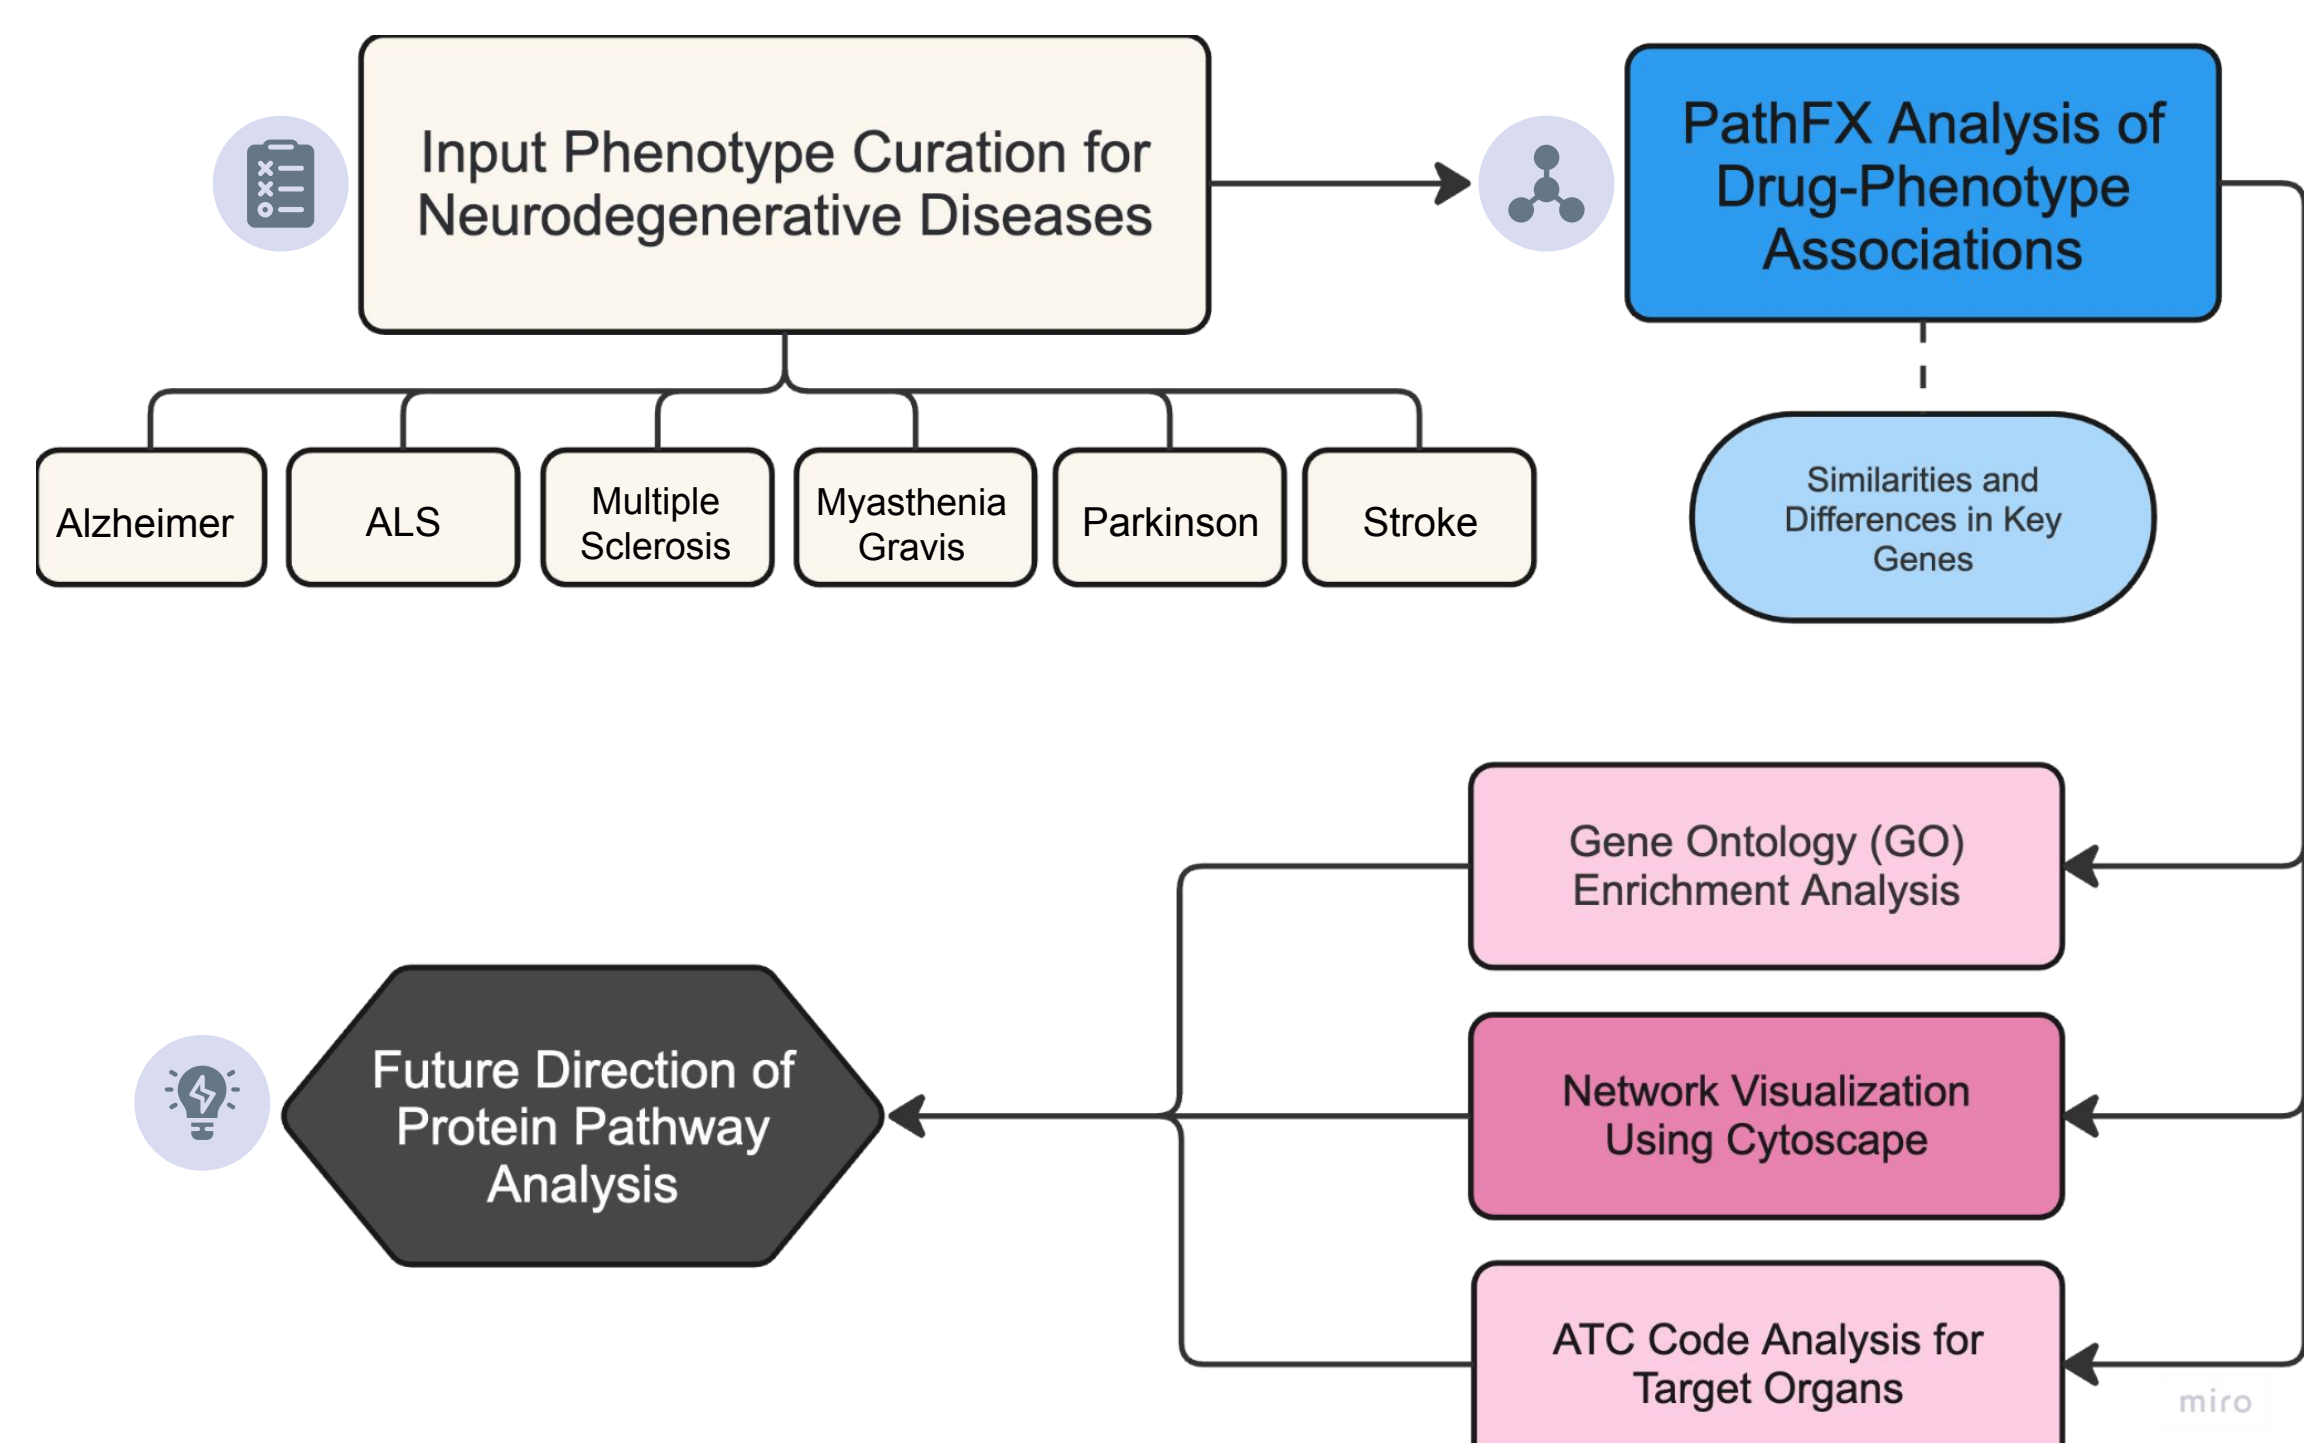 Input Phenotype Curation for
Neurodegenerative Diseases
PathFX Analysis of
Drug-Phenotype
Associations
Alzheimer
ALS
Multiple
Sclerosis
Myasthenia
Gravis
Parkinson
Stroke
Similarities and
Differences in Key
Genes
Gene Ontology (GO)
Enrichment Analysis
Network Visualization
Using Cytoscape
ATC Code Analysis for
Target Organs
Future Direction of
Protein Pathway
Analysis
miro